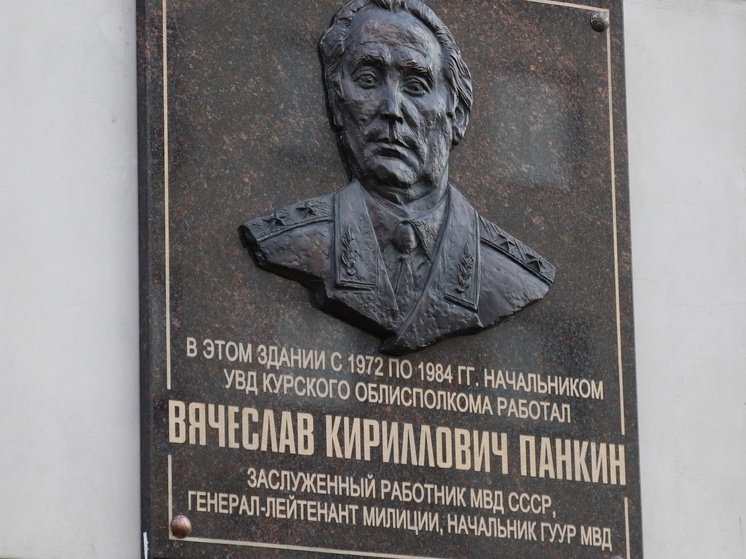 В ЭТОМ ЗДАНИИ С 1972 ПО 1984 ГГ. НАЧАЛЬНИКОМ
УВД КУРСКОГО ОБЛИСПОЛКОМА РАБОТАЛ
ВЯЧЕСЛАВ КИРИЛЛОВИЧ ПАНКИН
ЗАСЛУЖЕННЫЙ РАБОТНИК МВД СССР,
ГЕНЕРАЛ-ЛЕЙТЕНАНТ МИЛИЦИИ, НАЧАЛЬНИК ГУУР МВД